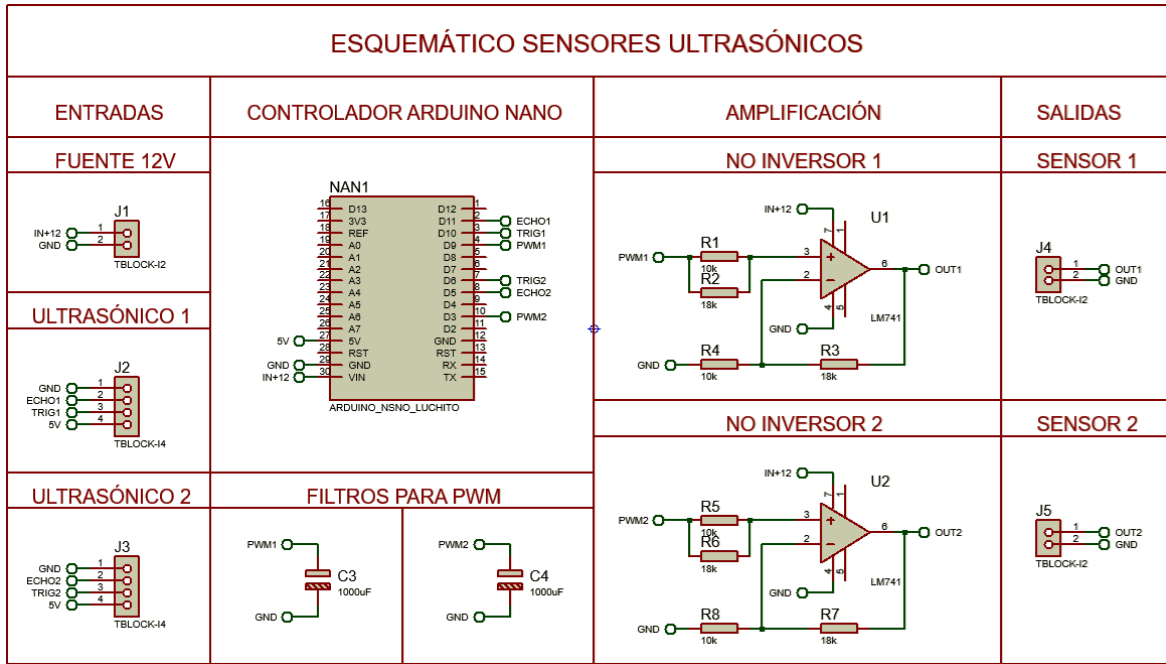 ESQUEMÁTICO SENSORES ULTRASÓNICOS
ENTRADAS
CONTROLADOR ARDUINO NANO
AMPLIFICACIÓN
SALIDAS
FUENTE 12V
J1
IN+12 1
GND 2
TBLOCK-I2
ULTRASÓNICO 1
J2
GND 1
ECHO1 2
TRIG1 3
5V 4
TBLOCK-I4
ULTRASÓNICO 2
J3
GND 1
ECHO2 2
TRIG2 3
5V 4
TBLOCK-I4
NAN1
16 D13 D12 1
17 3V3 D11 2 ECHO1
18 REF D10 3 TRIG1
19 A0 D9 4 PWM1
20 A1 D8 5
21 A2 D7 6
22 A3 D6 7 TRIG2
23 A4 D5 8 ECHO2
24 A5 D4 9
25 A6 D3 10 PWM2
26 A7 D2 11
5V 27 5V GND 12
28 RST RST 13
GND 29 GND RX 14
IN+12 30 VIN TX 15
ARDUINO_NSNO_LUCHITO
FILTROS PARA PWM
PWM1
C3
1000uF
GND
PWM2
C4
1000uF
GND
NO INVERSOR 1
IN+12
U1
7 1
PWM1 R1 3
10k
R2 2
18k
6 OUT1
4 5
LM741
GND
GND R4 R3
10k 18k
NO INVERSOR 2
IN+12
U2
7 1
PWM2 R5 3
10k
R6 2
18k
6 OUT2
4 5
LM741
GND
GND R8 R7
10k 18k
SENSOR 1
J4
1 OUT1
2 GND
TBLOCK-I2
SENSOR 2
J5
1 OUT2
2 GND
TBLOCK-I2